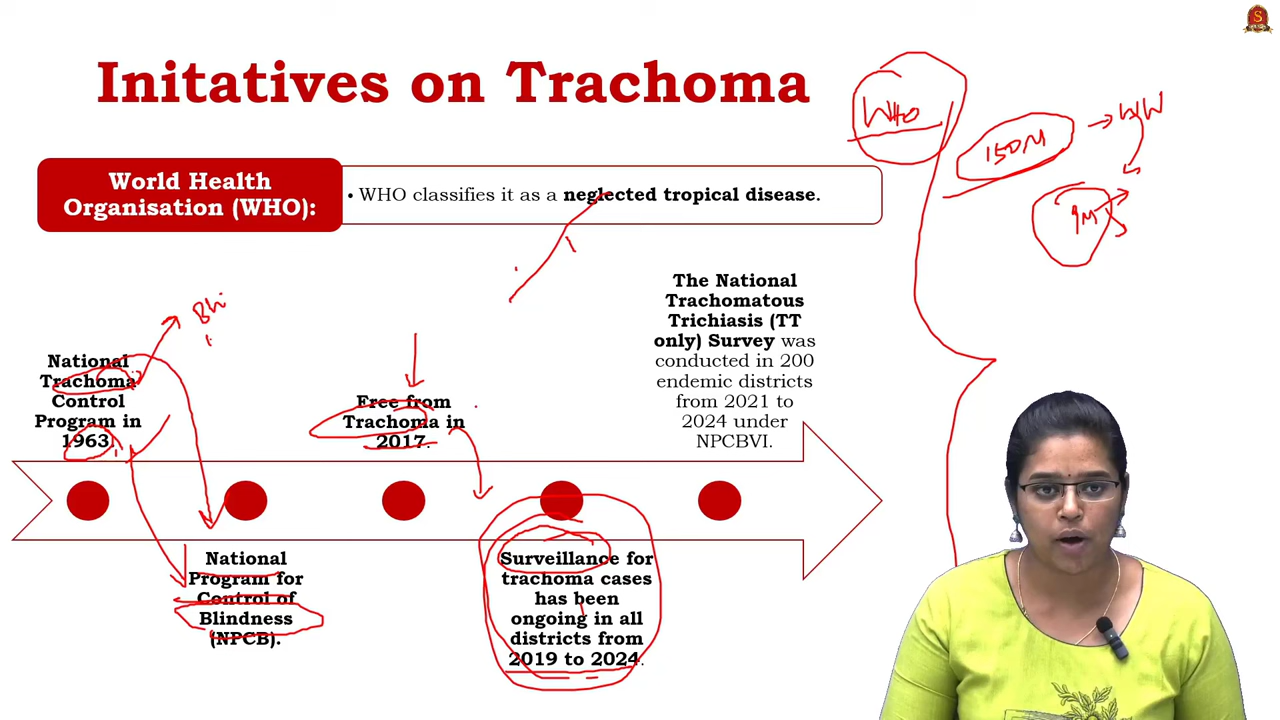 Initatives on Trachoma
World Health
Organisation (WHO):
• WHO classifies it as a neglected tropical disease.
WHO
150M
9M
Bli
National
Trachoma
Control
Program in
1963.
National
Program for
Control of
Blindness
(NPCB).
Free from
Trachoma in
2017.
Surveillance for
trachoma cases
has been
ongoing in all
districts from
2019 to 2024.
The National
Trachomatous
Trichiasis (TT
only) Survey was
conducted in 200
endemic districts
from 2021 to
2024 under
NPCBVI.